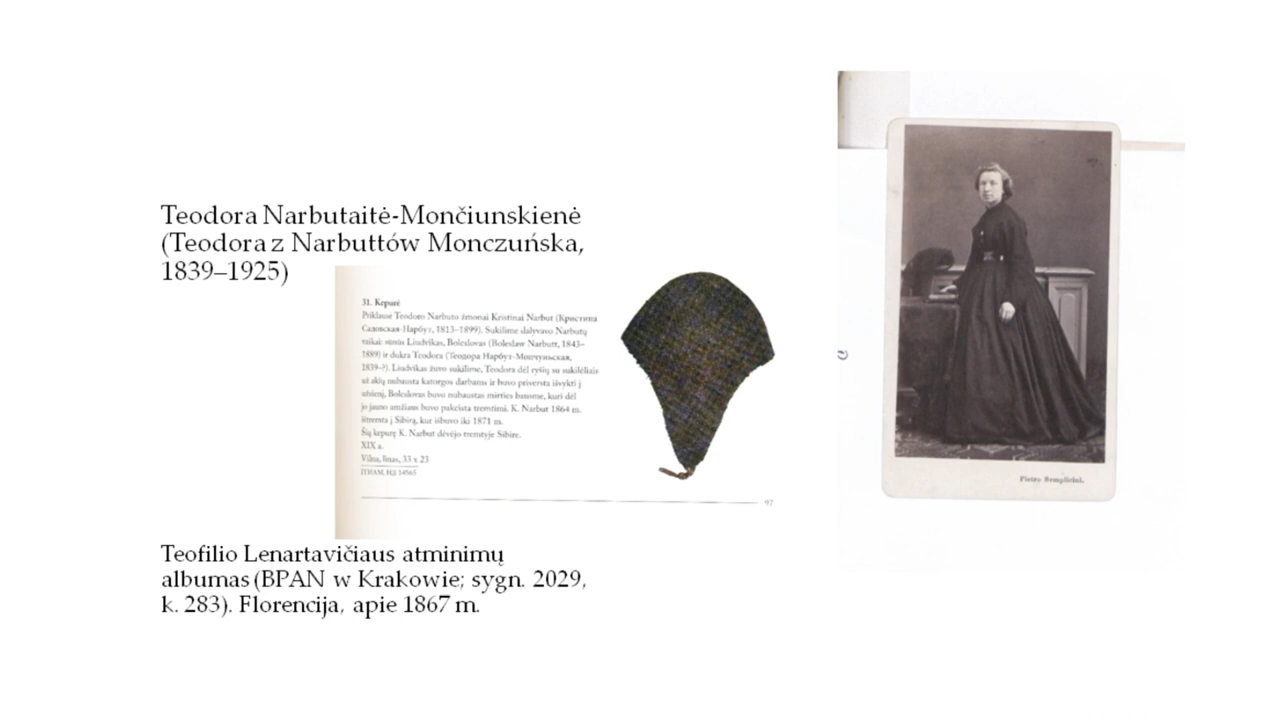 Teodora Narbutaitė-Mončiunskienė
(Teodora z Narbuttów Monczuńska,
1839–1925)
31. Kepurė
Priklausė Teodoro Narbuto žmonai Kristinai Narbut (Кристина
Садовская-Нарбут, 1813–1899). Sukilime dalyvavo Narbutų
vaikai: sūnūs Liudvikas, Boleslovas (Bolesław Narbutt, 1843–
1889) ir dukra Teodora (Теодора Нарбут-Мончуньская,
1839–?). Liudvikas žuvo sukilime, Teodora dėl ryšių su sukilėliais
už akių nubausta katorgos darbams ir buvo priversta išvykti į
užsienį, Boleslovas buvo nubaustas mirties bausme, kuri dėl
jo jauno amžiaus buvo pakeista tremtimi. K. Narbut 1864 m.
ištremta į Sibirą, kur išbuvo iki 1871 m.
Šią kepurę K. Narbut dėvėjo tremtyje Sibire.
XIX a.
Vilna, linas, 33 x 23
14565
97
Teofilio Lenartavičiaus atminimų
albumas (BPAN w Krakowie; sygn. 2029,
k. 283). Florencija, apie 1867 m.
Pietro Semplicini.